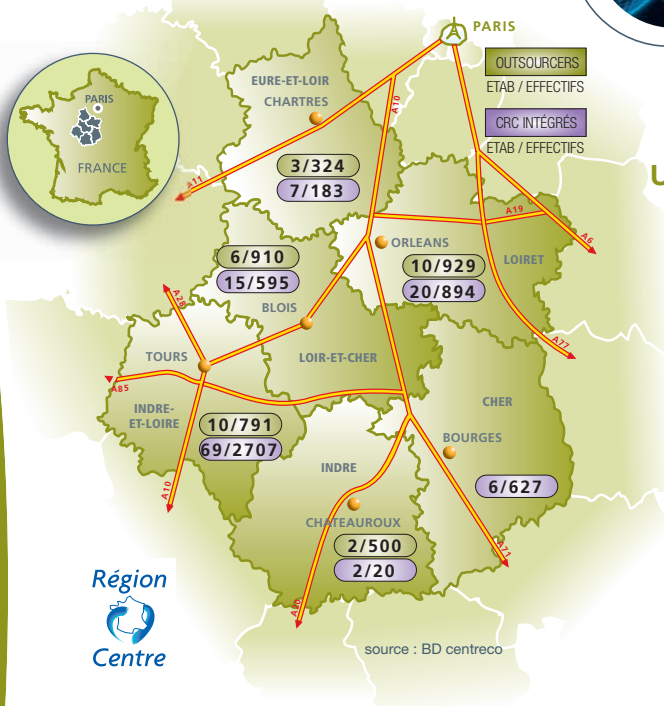 PARIS
OUTSOURCERS
ETAB / EFFECTIFS
CRC INTÉGRÉS
ETAB / EFFECTIFS
U
PARIS
FRANCE
EURE-ET-LOIR
CHARTRES
A10
A11
3/324
7/183
A19
A6
ORLEANS
LOIRET
10/929
20/894
6/910
15/595
BLOIS
A28
A77
TOURS
LOIR-ET-CHER
A85
INDRE-
ET-LOIRE
CHER
10/791
69/2707
BOURGES
INDRE
A10
6/627
CHATEAUROUX
2/500
2/20
A71
Région
Centre
source : BD centreco